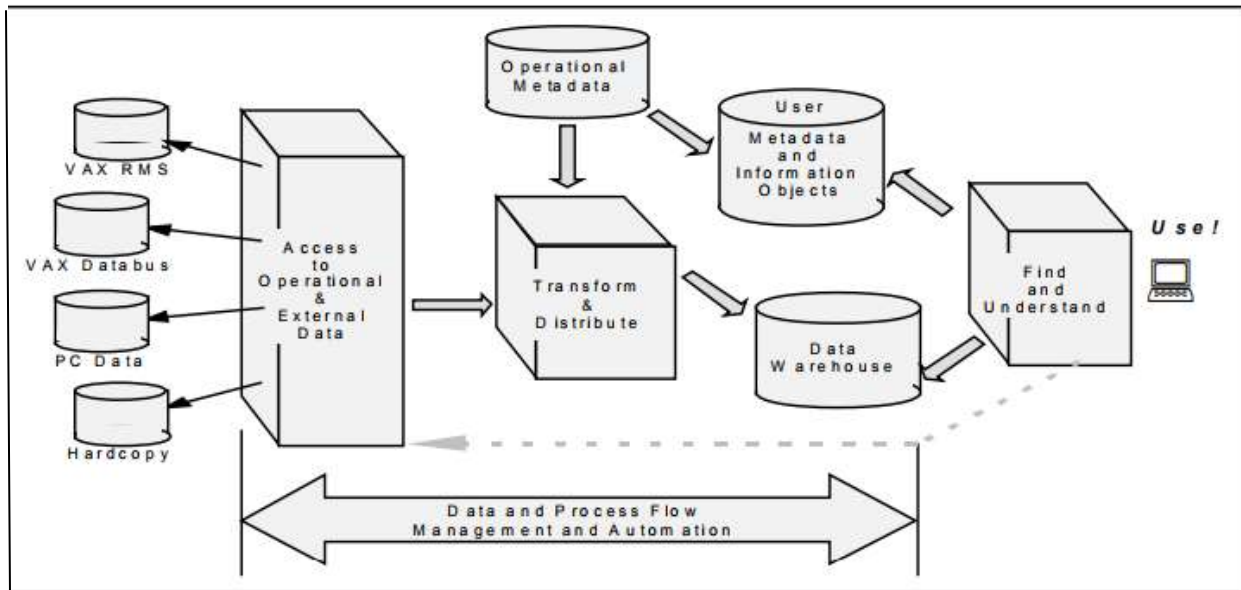 Operational
Metadata
User
Metadata
and
Information
Objects
VAX RMS
VAX Databus
PC Data
Hardcopy
Access
to
Operational
&
External
Data
Transform
&
Distribute
Data
Warehouse
Find
and
Understand
Use!
Data and Process Flow
Management and Automation